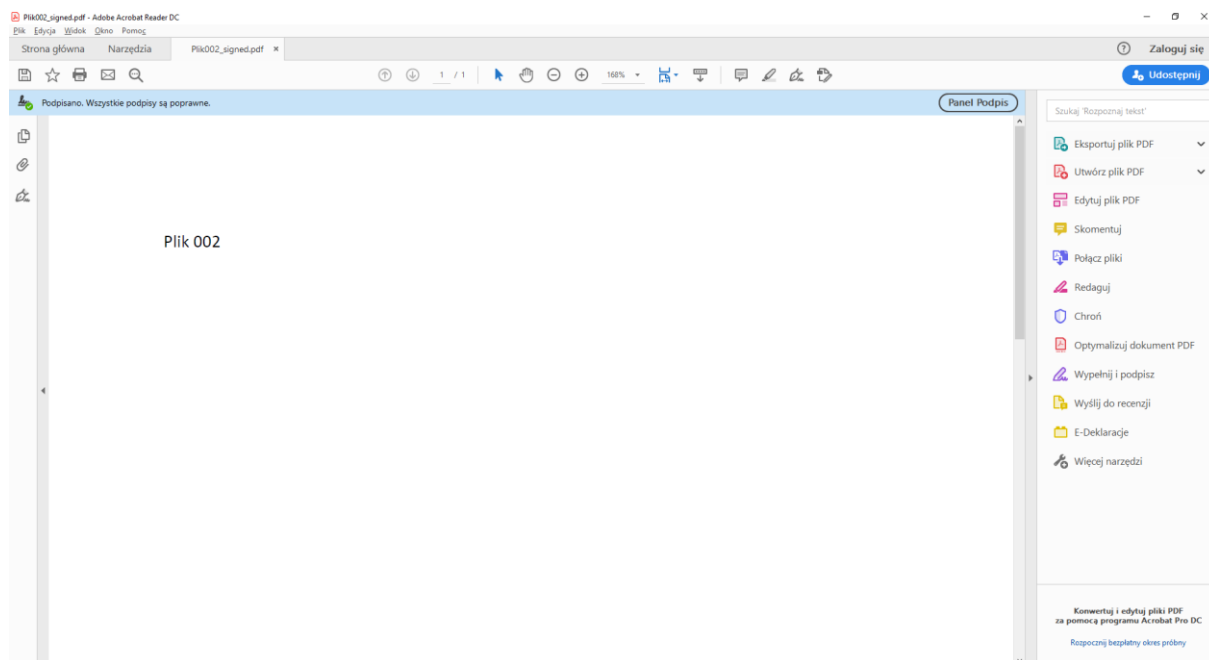 Plik002_signed.pdf - Adobe Acrobat Reader DC
Plik Edycja Widok Okno Pomoc
Strona główna Narzędzia Plik002_signed.pdf × Zaloguj się
1 / 1 168% Udostępnij
Podpisano. Wszystkie podpisy są poprawne. Panel Podpis
Szukaj 'Rozpoznaj tekst'
Eksportuj plik PDF
Utwórz plik PDF
Edytuj plik PDF
Skomentuj
Połącz pliki
Redaguj
Chroń
Optymalizuj dokument PDF
Wypełnij i podpisz
Wyślij do recenzji
E-Deklaracje
Więcej narzędzi
Plik 002
Konwertuj i edytuj pliki PDF
za pomocą programu Acrobat Pro DC
Rozpocznij bezpłatny okres próbny